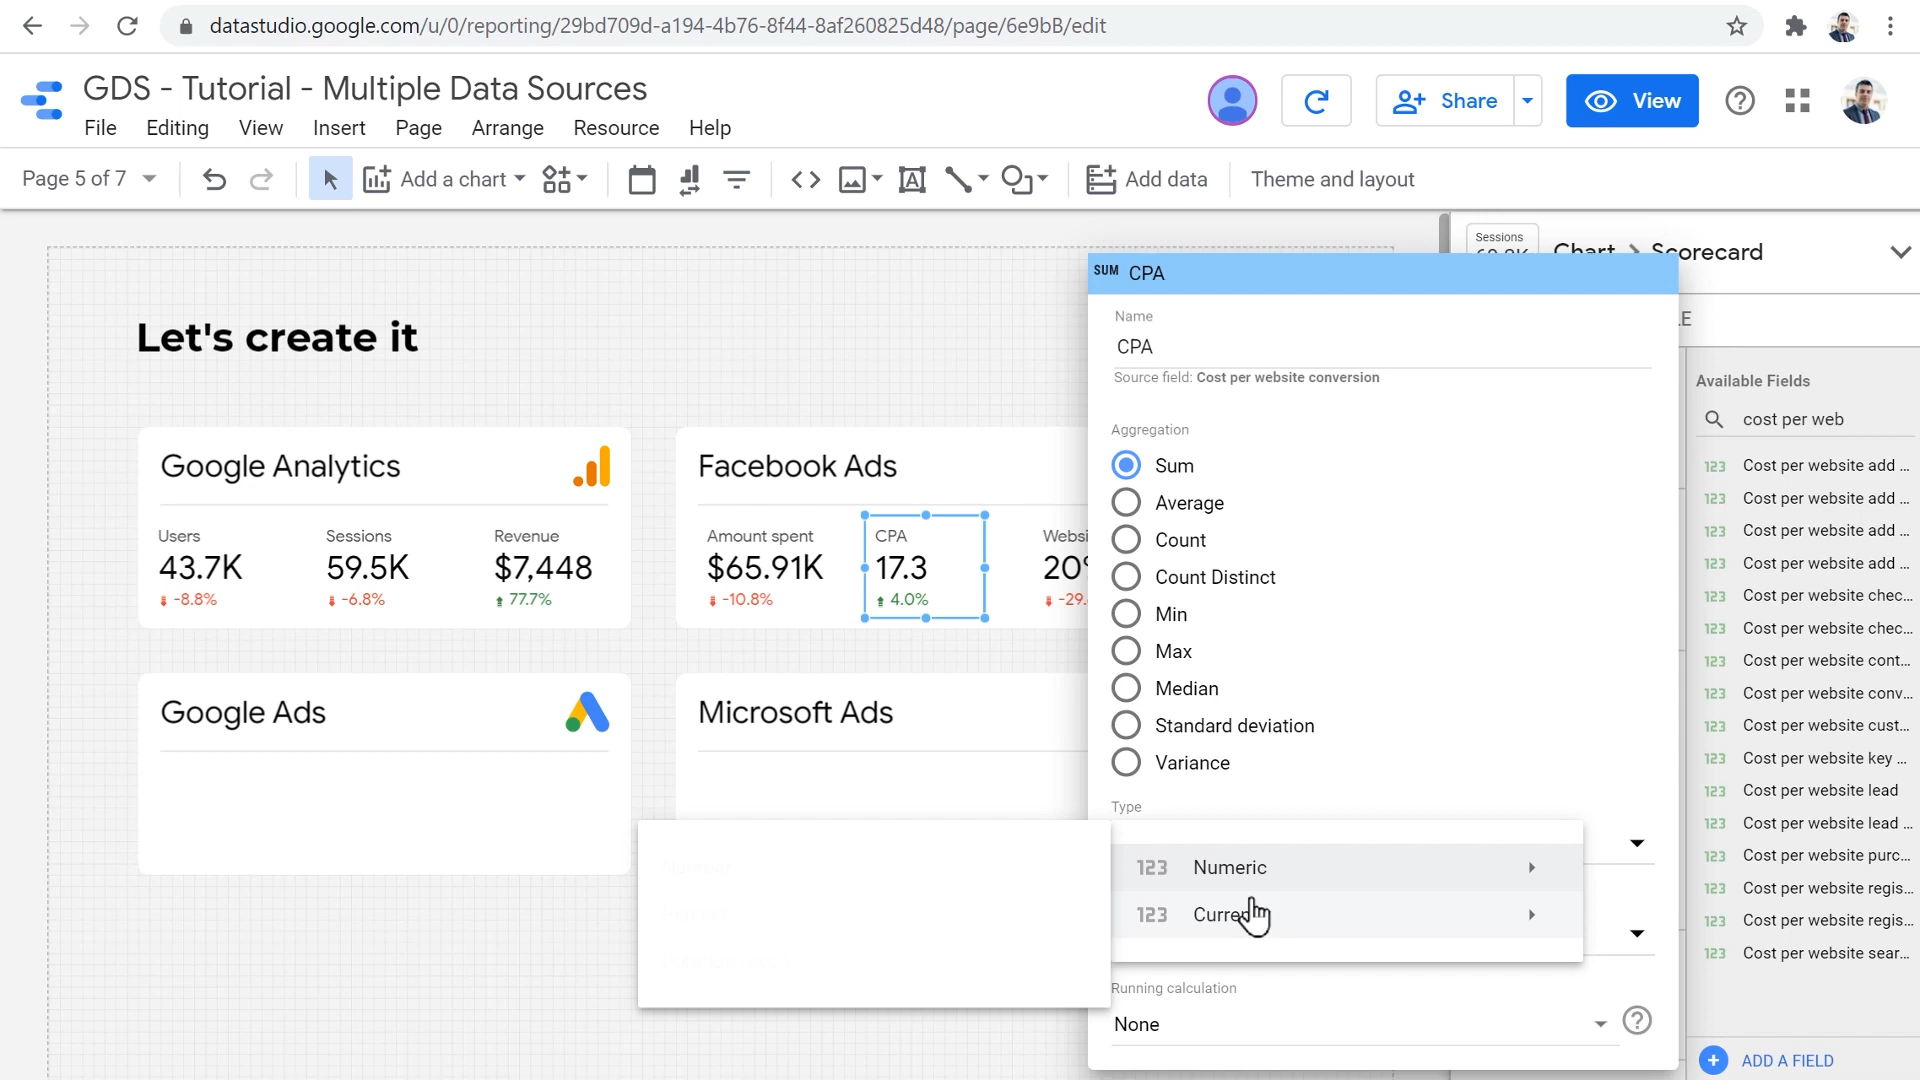 datastudio.google.com/u/0/reporting/29bd709d-a194-4b76-8f44-8af260825d48/page/6e9bB/edit
GDS - Tutorial - Multiple Data Sources
File Editing View Insert Page Arrange Resource Help
Share
View
Page 5 of 7
Add a chart
Add data
Theme and layout
Sessions
Chart > Scorecard
Let's create it
Google Analytics
Users Sessions Revenue
43.7K 59.5K $7,448
-8.8% -6.8% 77.7%
Facebook Ads
Amount spent CPA Websi
$65.91K 17.3 20
-10.8% 4.0% -29.
Google Ads
Microsoft Ads
SUM CPA
Name
CPA
Source field: Cost per website conversion
Aggregation
Sum
Average
Count
Count Distinct
Min
Max
Median
Standard deviation
Variance
Type
123 Numeric
123 Curren
Running calculation
None
LE
Available Fields
cost per web
123 Cost per website add ...
123 Cost per website add ...
123 Cost per website add ...
123 Cost per website add ...
123 Cost per website chec...
123 Cost per website chec...
123 Cost per website cont...
123 Cost per website conv...
123 Cost per website cust...
123 Cost per website key ...
123 Cost per website lead
123 Cost per website lead ...
123 Cost per website purc...
123 Cost per website regis...
123 Cost per website regis...
123 Cost per website sear...
ADD A FIELD